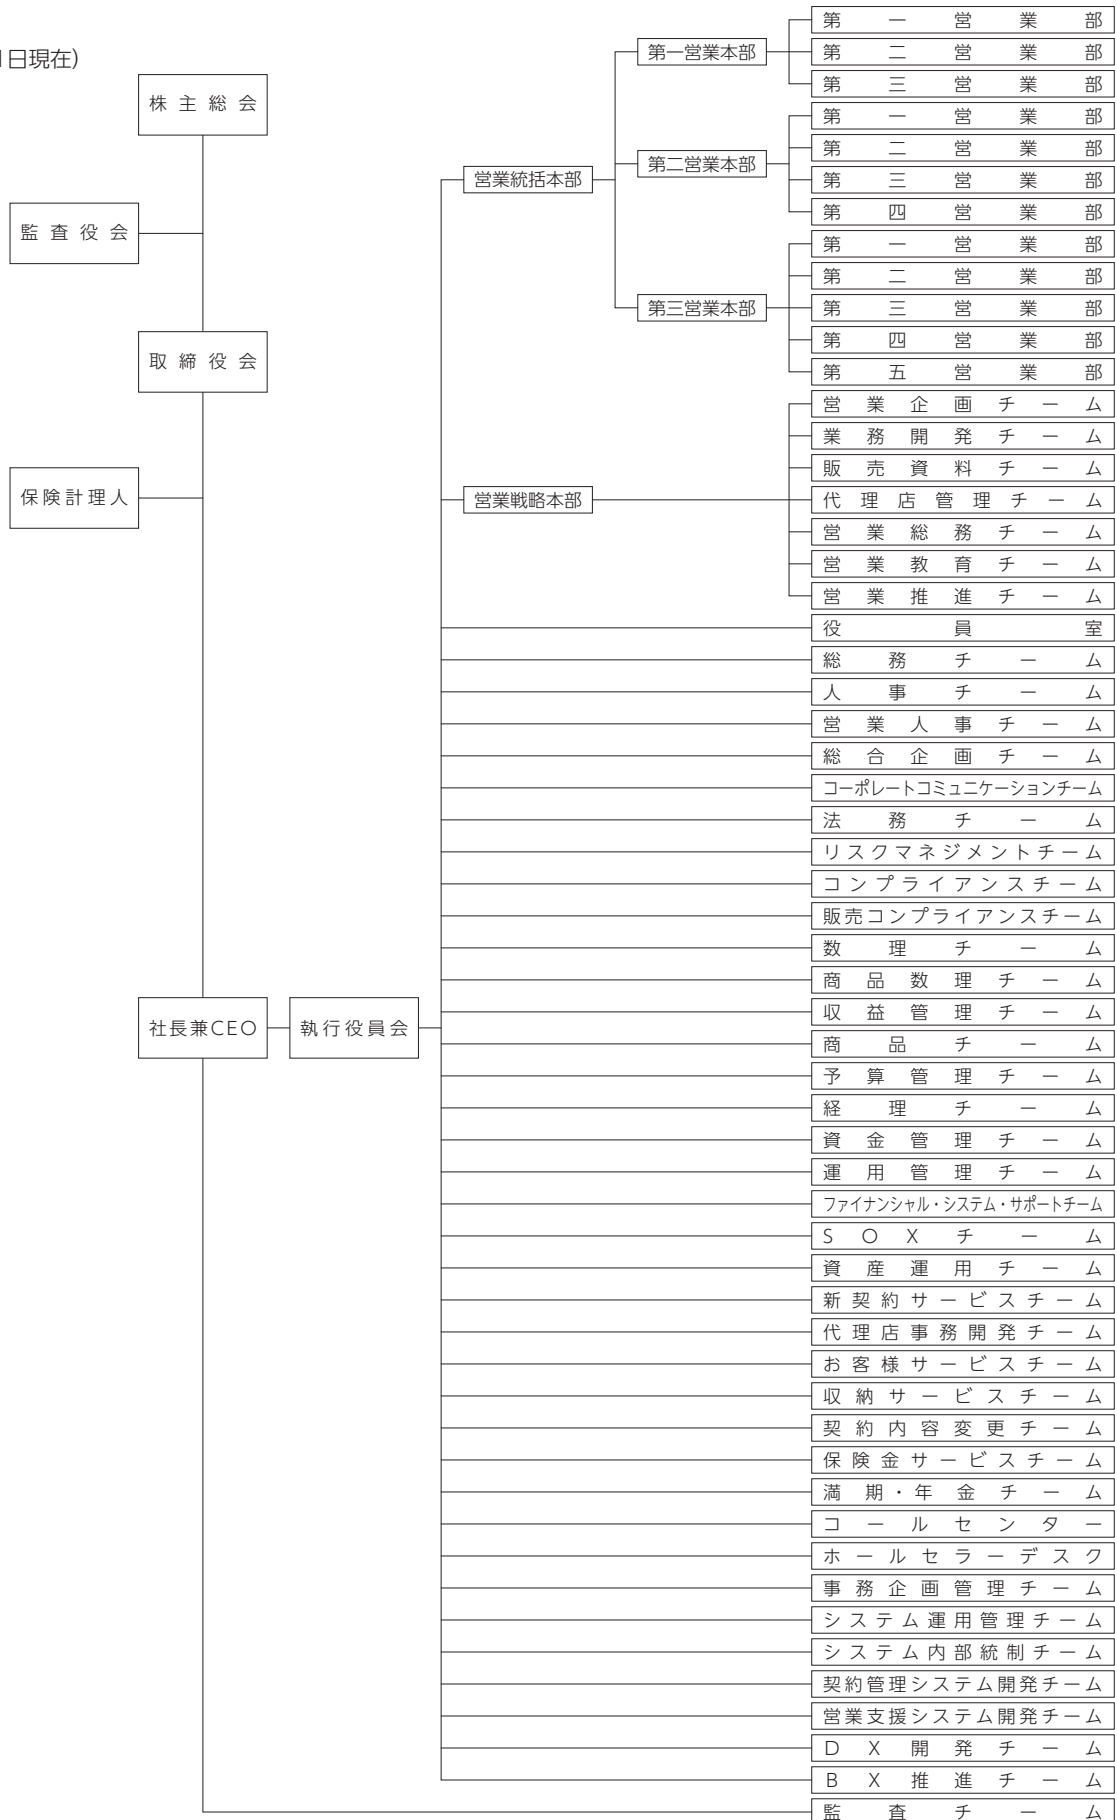 日現在)
株主総会
監査役会
取締役会
保険計理人
社長兼CEO
執行役員会
営業統括本部
第一営業本部
第一営業部
第二営業部
第三営業部
第二営業本部
第一営業部
第二営業部
第三営業部
第四営業部
第三営業本部
第一営業部
第二営業部
第三営業部
第四営業部
第五営業部
営業戦略本部
営業企画チーム
業務開発チーム
販売資料チーム
代理店管理チーム
営業総務チーム
営業教育チーム
営業推進チーム
役員室
総務チーム
人事チーム
営業人事チーム
総合企画チーム
コーポレートコミュニケーションチーム
法務チーム
リスクマネジメントチーム
コンプライアンスチーム
販売コンプライアンスチーム
数理チーム
商品数理チーム
収益管理チーム
商品チーム
予算管理チーム
経理チーム
資金管理チーム
運用管理チーム
ファイナンシャル・システム・サポートチーム
SOXチーム
資産運用チーム
新契約サービスチーム
代理店事務開発チーム
お客様サービスチーム
収納サービスチーム
契約内容変更チーム
保険金サービスチーム
満期・年金チーム
コールセンター
ホールセラーデスク
事務企画管理チーム
システム運用管理チーム
システム内部統制チーム
契約管理システム開発チーム
営業支援システム開発チーム
DX開発チーム
BX推進チーム
監査チーム